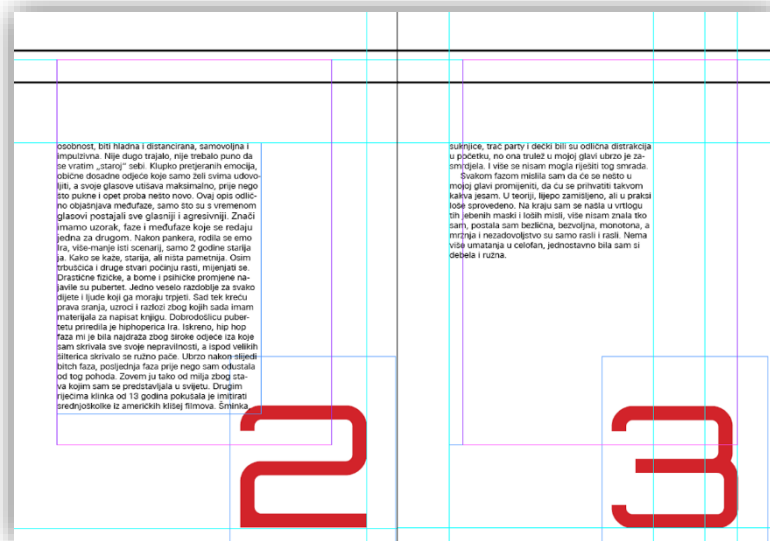 osobnost, biti hladna i distancirana, samovoljna i
impulzivna. Nije dugo trajalo, nije trebalo puno da
se vratim „staroj" sebi. Klupko pretjeranih emocija,
obične dosadne odjeće koje samo želi svima udovo-
ljiti, a svoje glasove utišava maksimalno, prije nego
što pukne i opet proba nešto novo. Ovaj opis odlič-
no objašnjava međufaze, samo što su s vremenom
glasovi postajali sve glasniji i agresivniji. Znači
imamo uzorak, faze i međufaze koje se redaju
jedna za drugom. Nakon pankera, rodila se emo
Ira, više-manje isti scenarij, samo 2 godine starija
ja. Kako se kaže, starija, ali ništa pametnija. Osim
trbuščića i druge stvari počinju rasti, mijenjati se.
Drastične fizičke, a bome i psihičke promjene na-
javile su pubertet. Jedno veselo razdoblje za svako
dijete i ljude koji ga moraju trpjeti. Sad tek kreću
prava sranja, uzroci i razlozi zbog kojih sada imam
materijala za napisat knjigu. Dobrodošlicu puber-
tetu priredila je hiphoperica Ira. Iskreno, hip hop
faza mi je bila najdraža zbog široke odjeće iza koje
sam skrivala sve svoje nepravilnosti, a ispod velikih
šilterica skrivalo se ružno pače. Ubrzo nakon slijedi
bitch faza, posljednja faza prije nego sam odustala
od tog pohoda. Zovem ju tako od milja zbog sta-
va kojim sam se predstavljala u svijetu. Drugim
riječima klinka od 13 godina pokušala je imitirati
srednjoškolke iz američkih klišej filmova. Šminka,
2
suknjice, trač party i dečki bili su odlična distrakcija
u početku, no ona trulež u mojoj glavi ubrzo je za-
smrdjela. I više se nisam mogla riješiti tog smrada.
Svakom fazom mislila sam da će se nešto u
mojoj glavi promijeniti, da ću se prihvatiti takvom
kakva jesam. U teoriji, lijepo zamišljeno, ali u praksi
loše sprovedeno. Na kraju sam se našla u vrtlogu
tih jebenih maski i loših misli, više nisam znala tko
sam, postala sam bezlična, bezvoljna, monotona, a
mržnja i nezadovoljstvo su samo rasli i rasli. Nema
više umatanja u celofan, jednostavno bila sam si
debela i ružna.
3